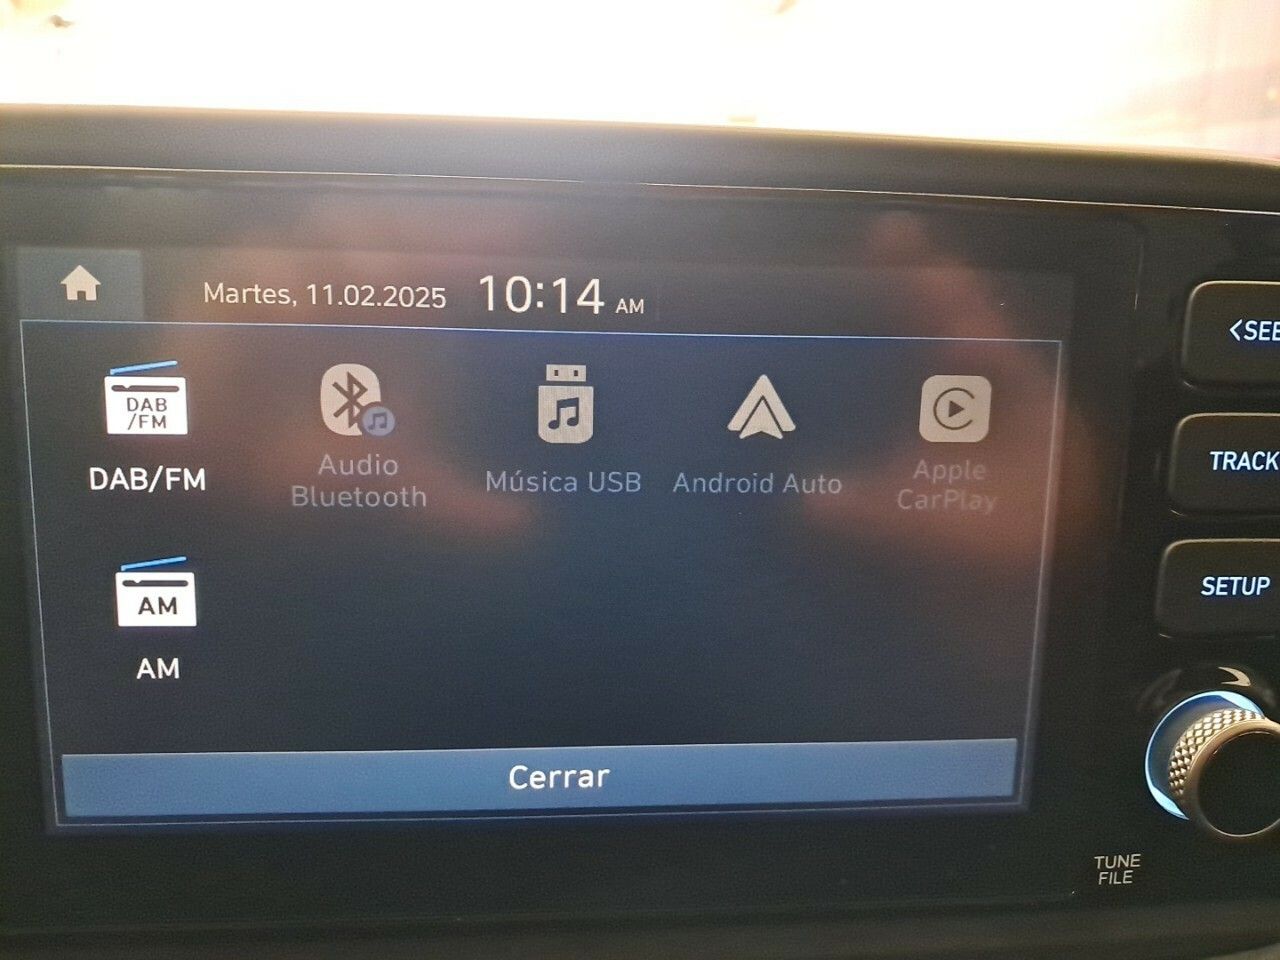 Martes, 11.02.2025 10:14 AM
DAB
/FM
DAB/FM
Audio
Bluetooth
Música USB
Android Auto
Apple
CarPlay
AM
AM
Cerrar
<SEE
TRACK
SETUP
TUNE
FILE